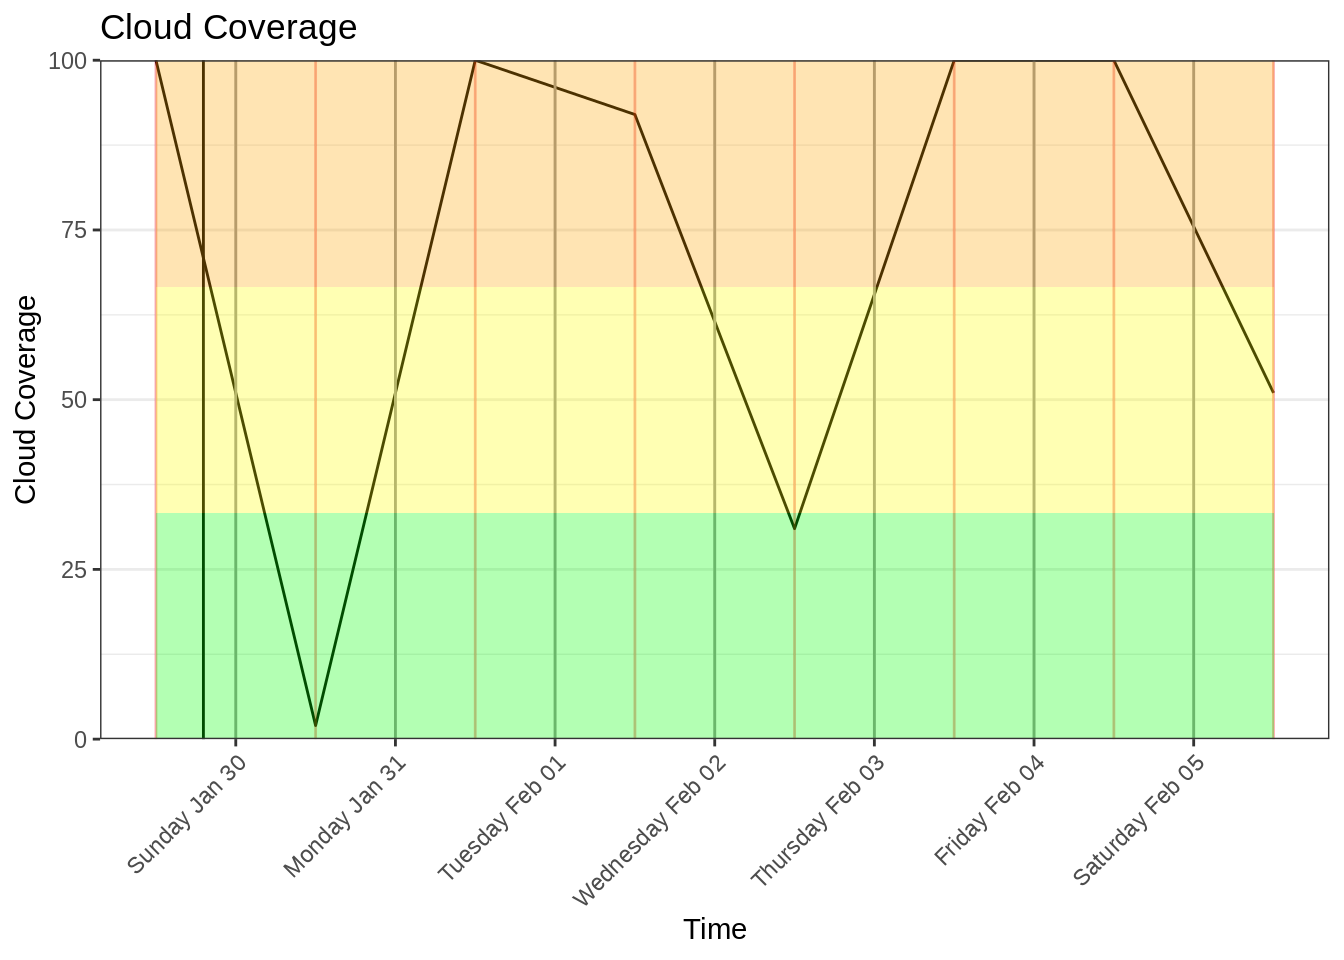 Cloud Coverage
100
75
50
25
0
Cloud Coverage
Sunday Jan 30
Monday Jan 31
Tuesday Feb 01
Wednesday Feb 02
Thursday Feb 03
Friday Feb 04
Saturday Feb 05
Time